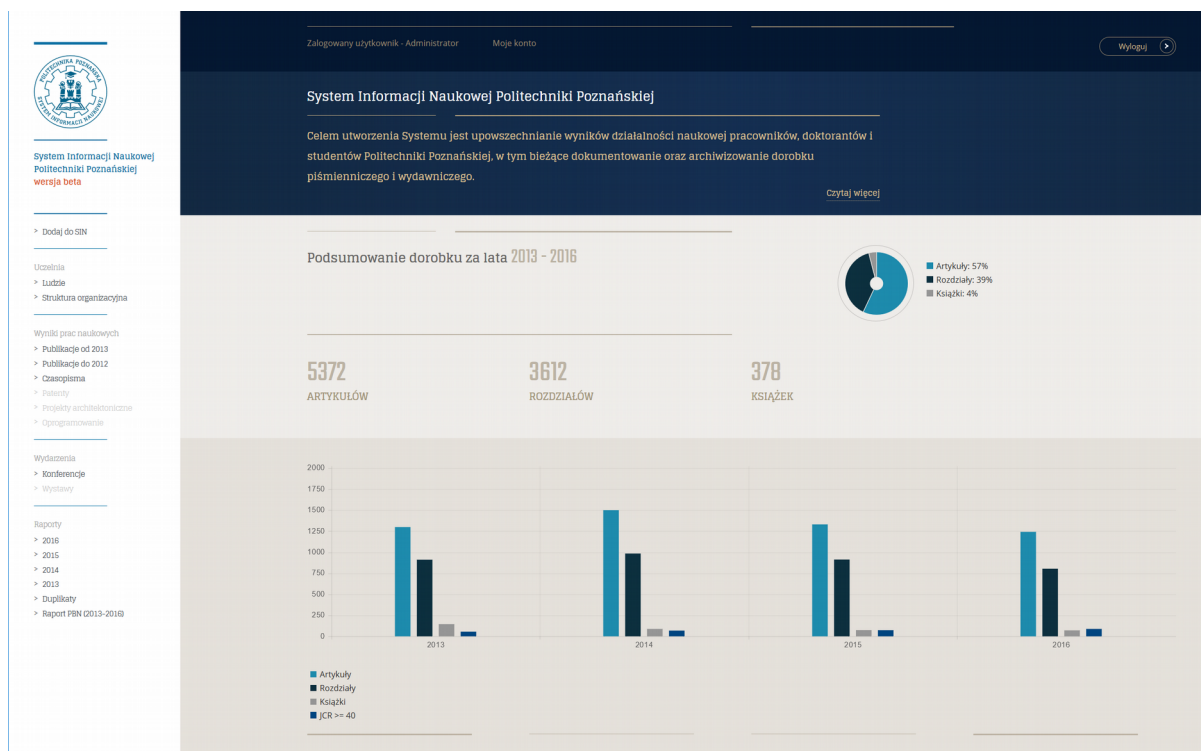 POLITECHNIKA POZNAŃSKA
SYSTEM INFORMACJI NAUKOWEJ
System Informacji Naukowej
Politechniki Poznańskiej
wersja beta
> Dodaj do SIN
Uczelnia
> Ludzie
> Struktura organizacyjna
Wyniki prac naukowych
> Publikacje od 2013
> Publikacje do 2012
> Czasopisma
> Patenty
> Projekty architektoniczne
> Oprogramowanie
Wydarzenia
> Konferencje
> Wystawy
Raporty
> 2016
> 2015
> 2014
> 2013
> Duplikaty
> Raport PBN (2013-2016)
Zalogowany użytkownik - Administrator Moje konto
Wyloguj
System Informacji Naukowej Politechniki Poznańskiej
Celem utworzenia Systemu jest upowszechnianie wyników działalności naukowej pracowników, doktorantów i
studentów Politechniki Poznańskiej, w tym bieżące dokumentowanie oraz archiwizowanie dorobku
piśmienniczego i wydawniczego.
Czytaj więcej
Podsumowanie dorobku za lata 2013 - 2016
Artykuły: 57%
Rozdziały: 39%
Książki: 4%
5372 3612 378
ARTYKUŁÓW ROZDZIAŁÓW KSIĄŻEK
2000
1750
1500
1250
1000
750
500
250
0
2013 2014 2015 2016
Artykuły
Rozdziały
Książki
JCR >= 40